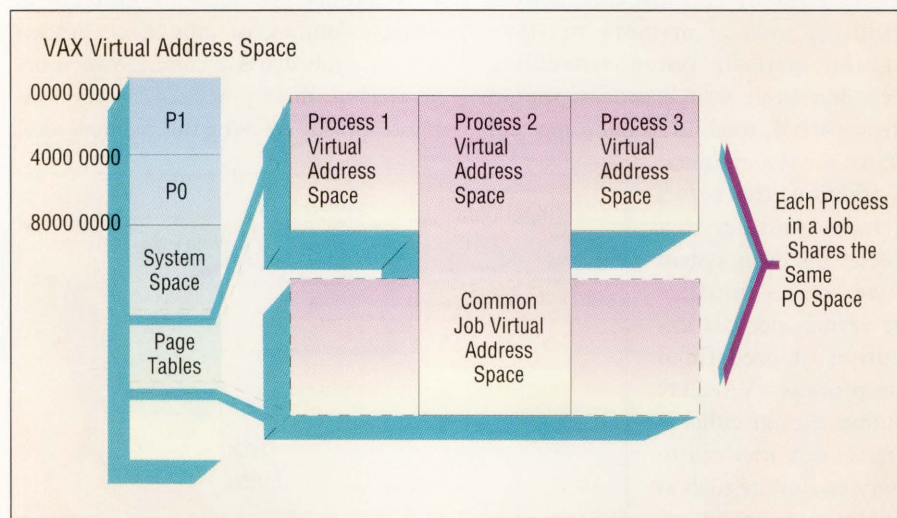 VAX Virtual Address Space
0000 0000
P1
4000 0000
P0
8000 0000
System
Space
Page
Tables
Process 1
Virtual
Address
Space
Process 2
Virtual
Address
Space
Process 3
Virtual
Address
Space
Common
Job Virtual
Address
Space
Each Process
in a Job
Shares the
Same
PO Space